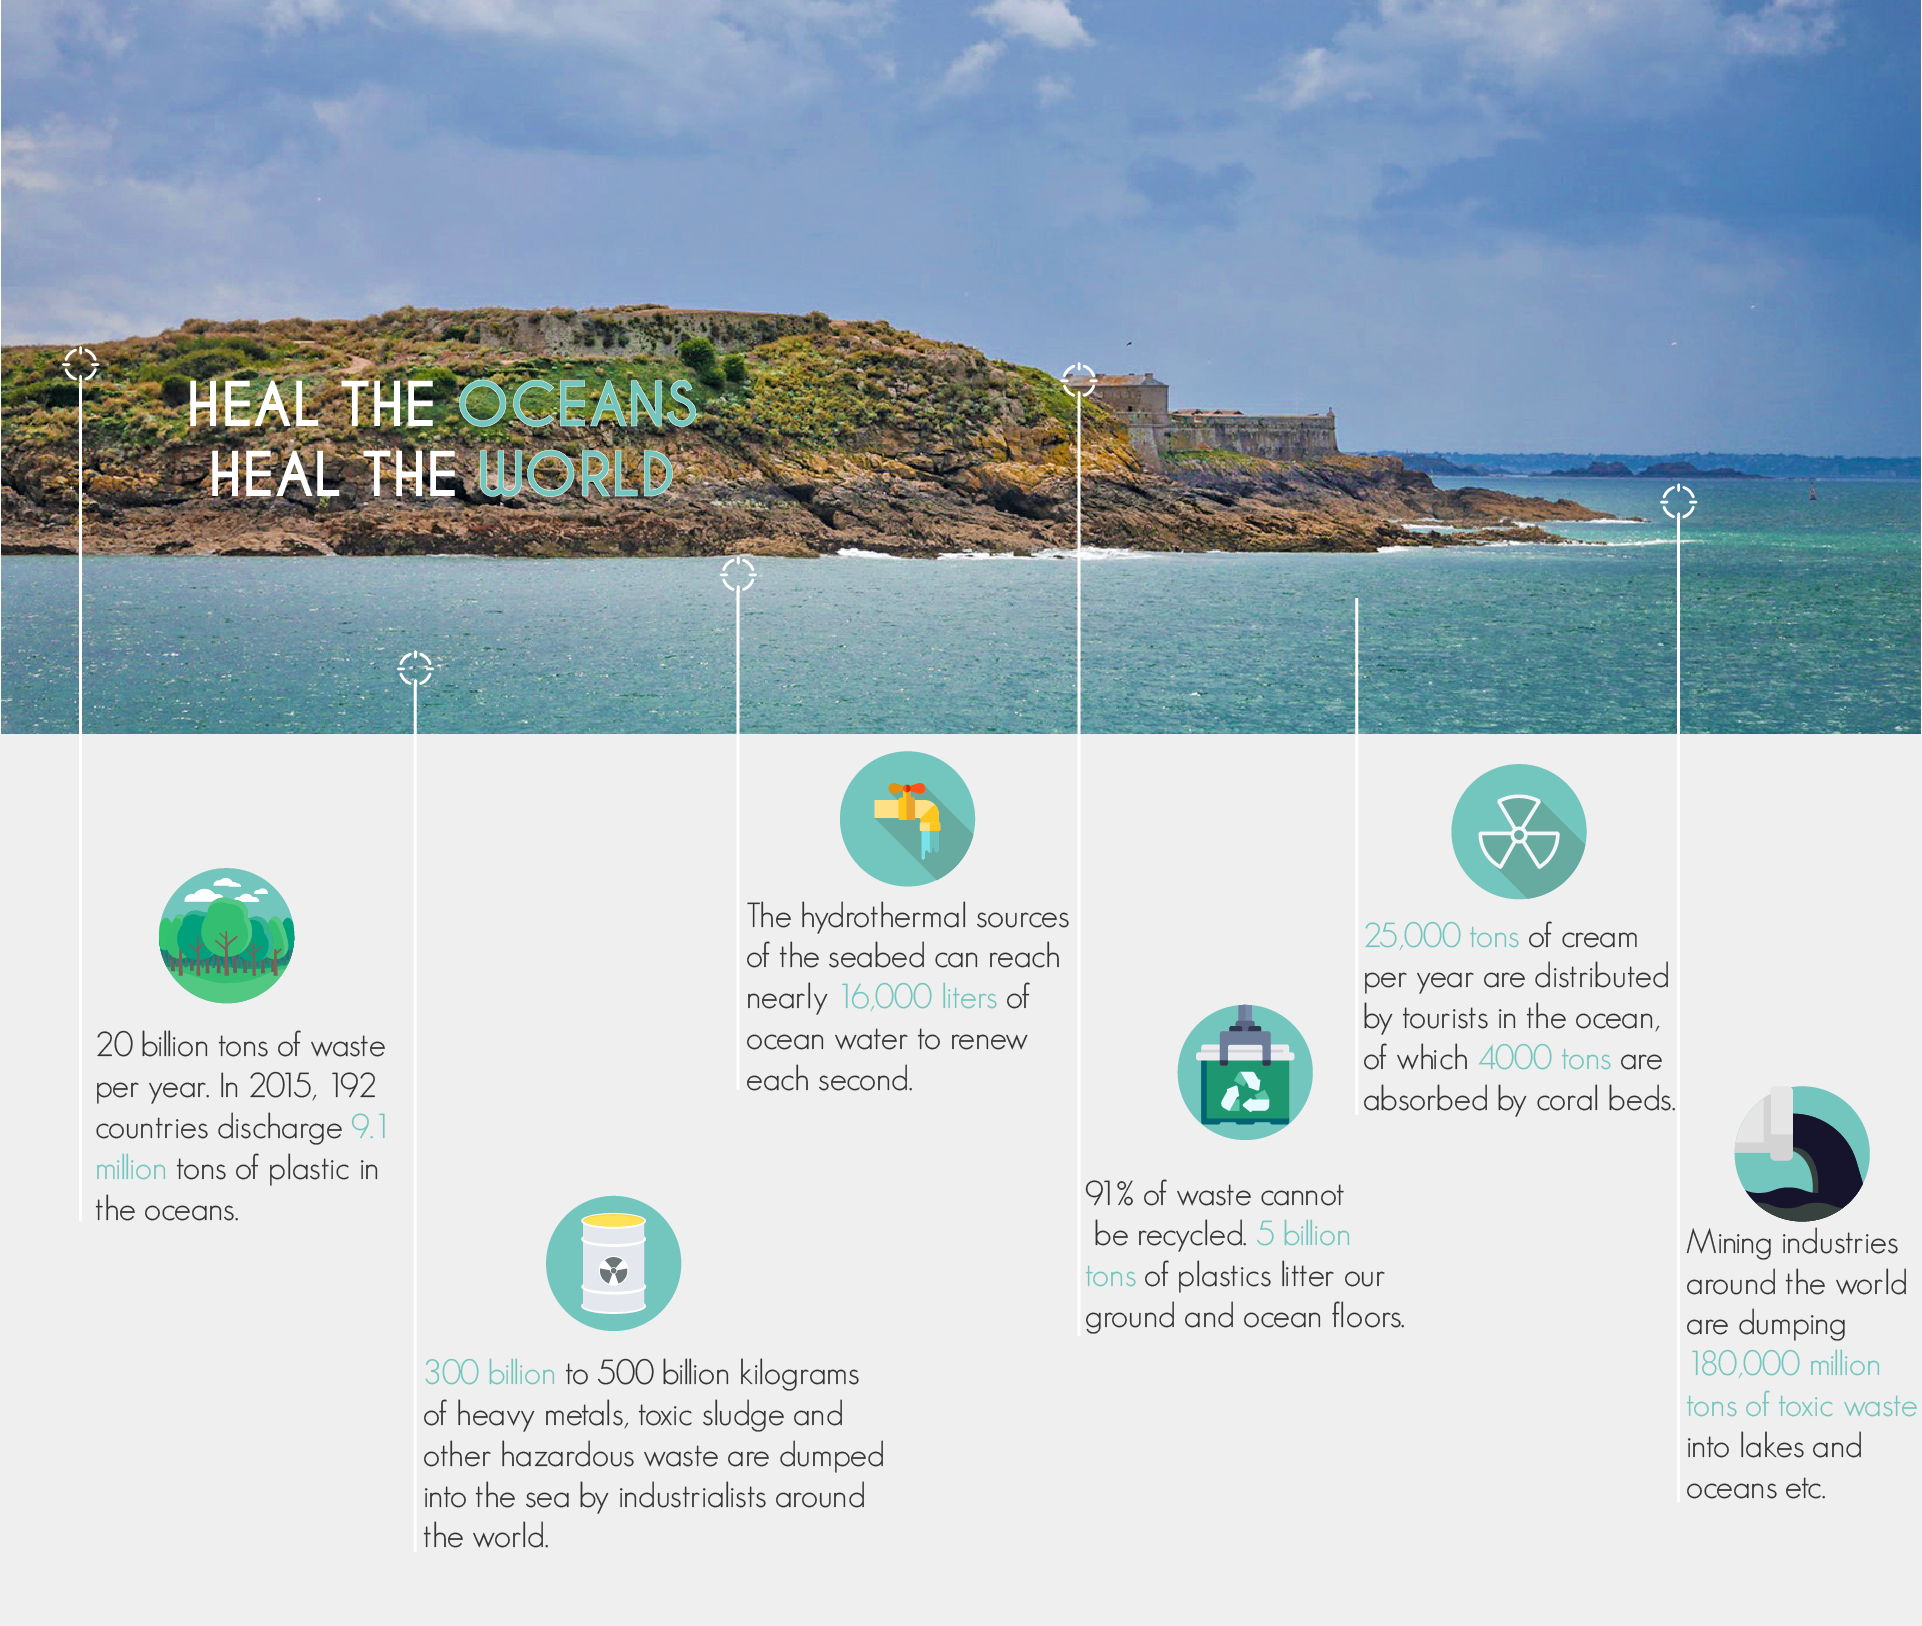 HEAL THE OCEANS
HEAL THE WORLD
20 billion tons of waste
per year. In 2015, 192
countries discharge 9.1
million tons of plastic in
the oceans.
300 billion to 500 billion kilograms
of heavy metals, toxic sludge and
other hazardous waste are dumped
into the sea by industrialists around
the world.
The hydrothermal sources
of the seabed can reach
nearly 16,000 liters of
ocean water to renew
each second.
91% of waste cannot
be recycled. 5 billion
tons of plastics litter our
ground and ocean floors.
25,000 tons of cream
per year are distributed
by tourists in the ocean,
of which 4000 tons are
absorbed by coral beds.
Mining industries
around the world
are dumping
180,000 million
tons of toxic waste
into lakes and
oceans etc.